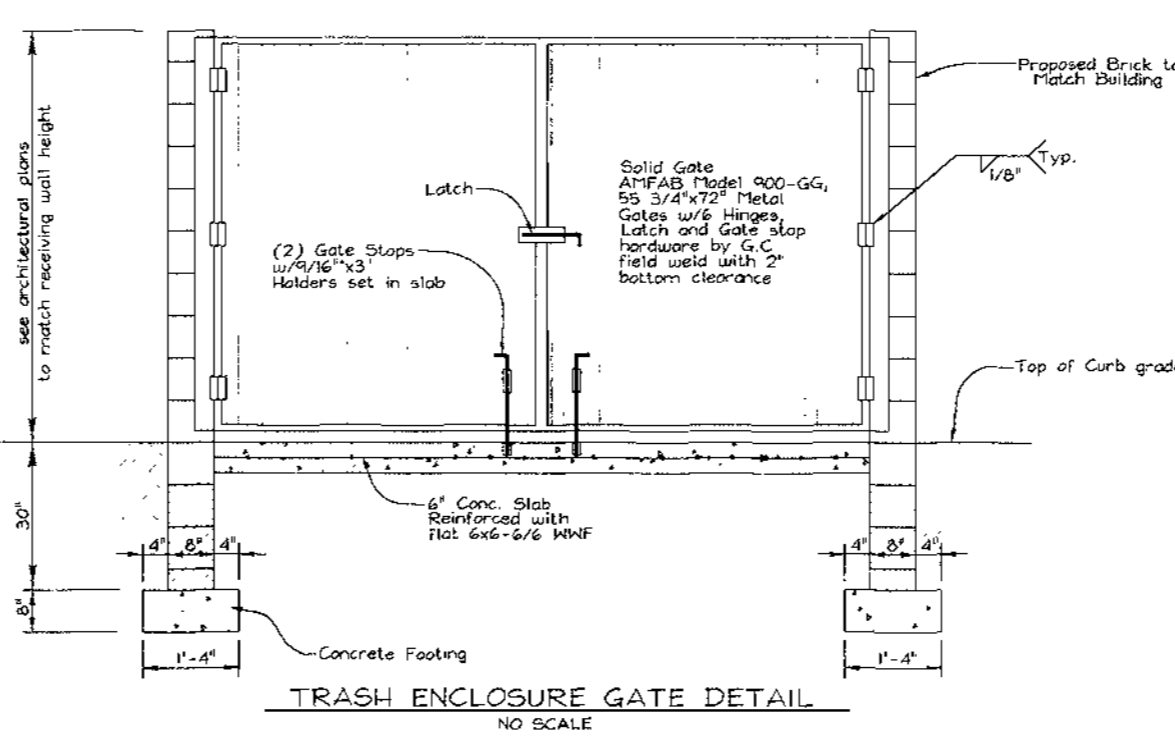 see architectural plans
to match receiving wall height
Proposed Brick to
Match Building
1/8"
Typ.
Latch
Solid Gate
AMFAB Model 900-GG,
55 3/4"x72" Metal
Gates w/6 Hinges,
Latch and Gate stop
hardware by G.C
field weld with 2"
bottom clearance
(2) Gate Stops
w/9/16"x3'
Holders set in slab
Top of Curb grade
6" Conc. Slab
Reinforced with
flat 6x6-6/6 WWF
30"
4" 8" 4"
4" 8" 4"
8"
Concrete Footing
1'-4"
1'-4"
TRASH ENCLOSURE GATE DETAIL
NO SCALE